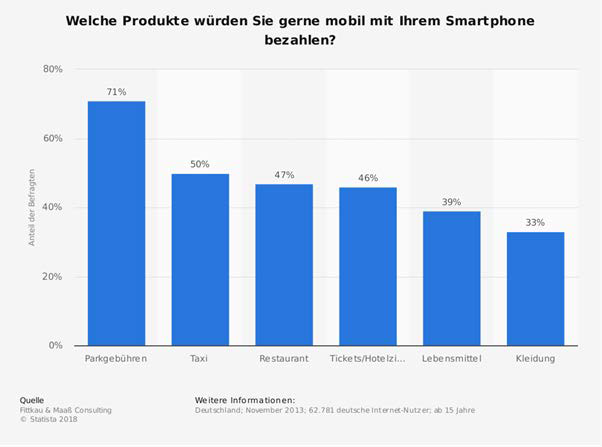 Welche Produkte würden Sie gerne mobil mit Ihrem Smartphone
bezahlen?
80%
60%
40%
20%
0%
Anteil der Befragten
71%
50%
47%
46%
39%
33%
Parkgebühren
Taxi
Restaurant
Tickets/Hotelzi...
Lebensmittel
Kleidung
Quelle
Fittkau & Maaß Consulting
© Statista 2018
Weitere Informationen:
Deutschland; November 2013; 62.781 deutsche Internet-Nutzer; ab 15 Jahre